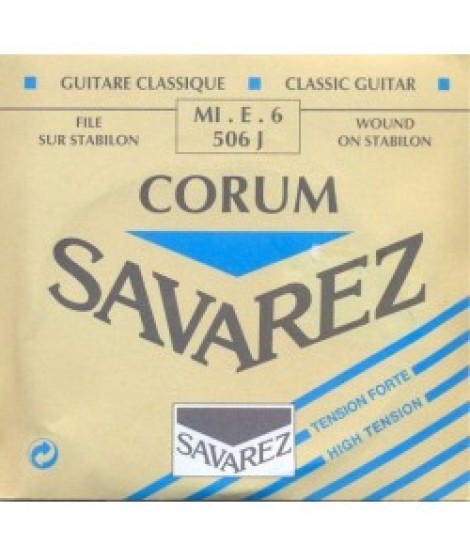 GUITARE CLASSIQUE CLASSIC GUITAR
FILE
SUR STABILON
MI . E . 6
506 J
WOUND
ON STABILON
CORUM
SAVAREZ
TENSION FORTE
HIGH TENSION
SAVAREZ